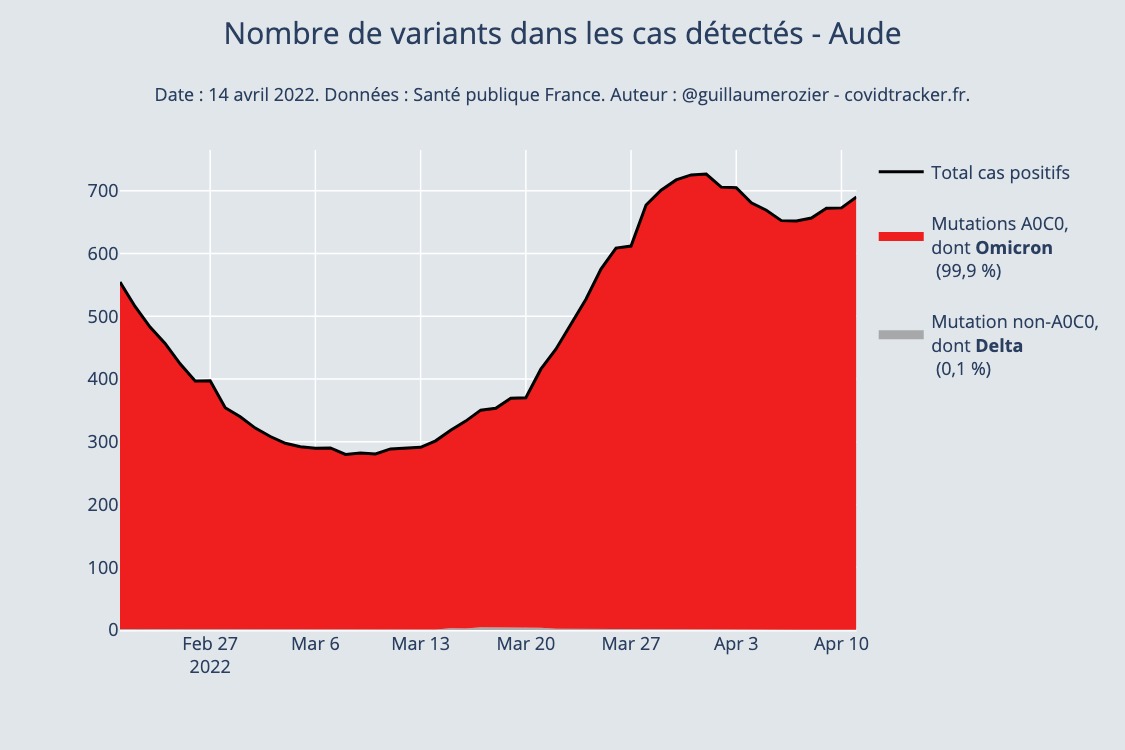 Nombre de variants dans les cas détectés - Aude
Date : 14 avril 2022. Données : Santé publique France. Auteur : @guillaumerozier - covidtracker.fr.
Total cas positifs
Mutations A0C0,
dont Omicron
(99,9 %)
Mutation non-A0C0,
dont Delta
(0,1 %)
700
600
500
400
300
200
100
0
Feb 27
2022
Mar 6
Mar 13
Mar 20
Mar 27
Apr 3
Apr 10